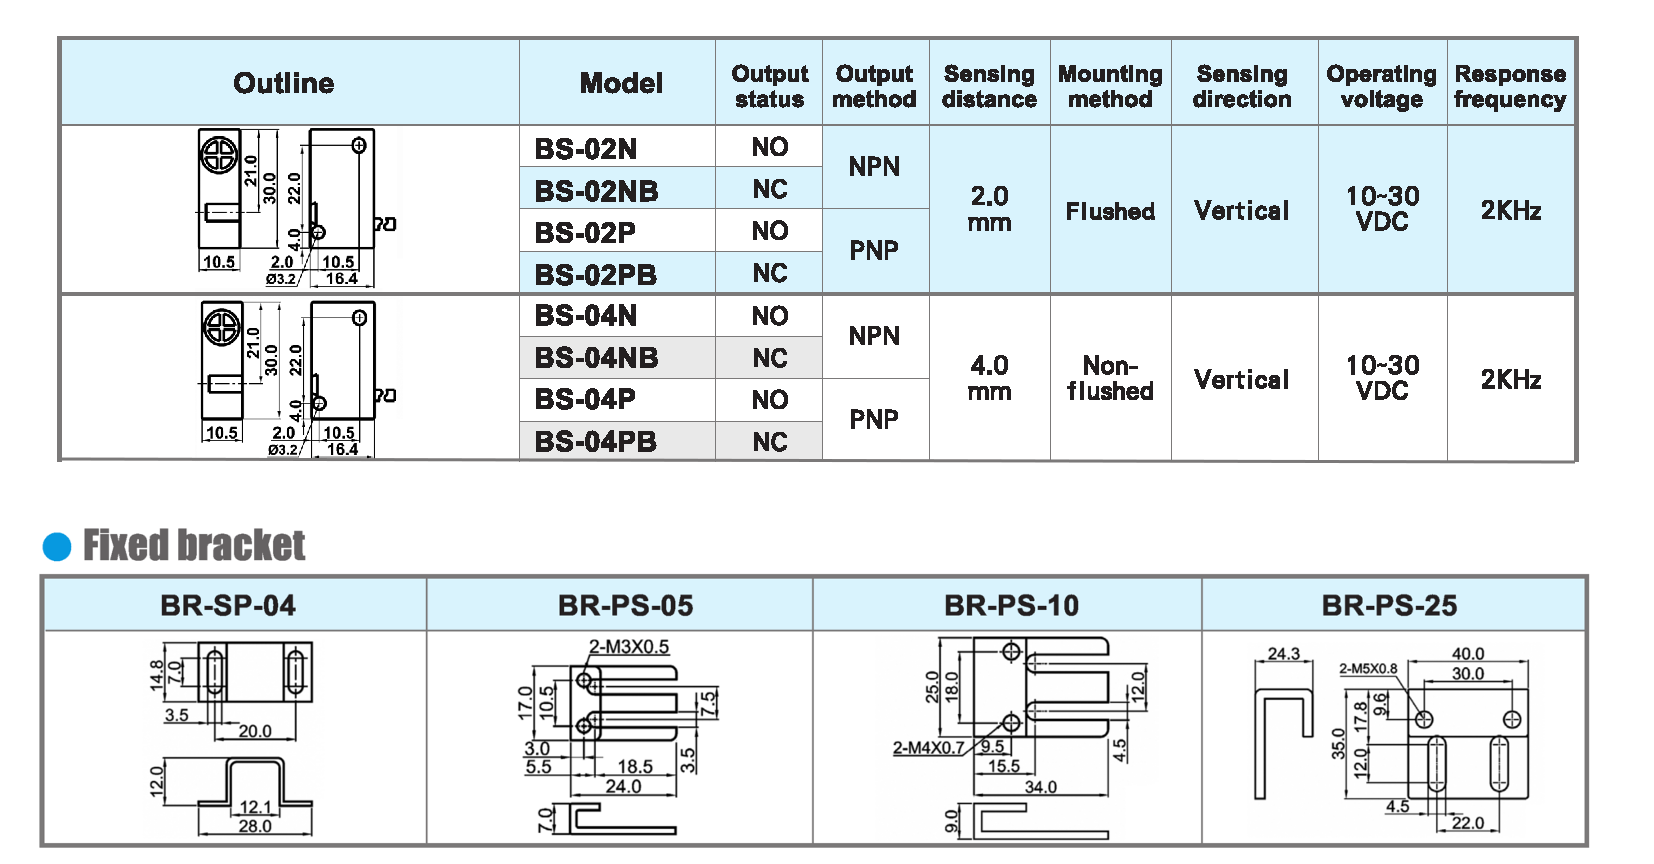 Outline
Model
Output status
Output method
Sensing distance
Mounting method
Sensing direction
Operating voltage
Response frequency
21.0
30.0
22.0
4.0
10.5
2.0
10.5
Ø3.2
16.4
BS-02N
NO
BS-02NB
NC
NPN
BS-02P
NO
BS-02PB
NC
PNP
2.0
mm
Flushed
Vertical
10~30
VDC
2KHz
21.0
30.0
22.0
4.0
10.5
2.0
10.5
Ø3.2
16.4
BS-04N
NO
BS-04NB
NC
NPN
BS-04P
NO
BS-04PB
NC
PNP
4.0
mm
Non-
flushed
Vertical
10~30
VDC
2KHz
Fixed bracket
BR-SP-04
BR-PS-05
BR-PS-10
BR-PS-25
14.8
7.0
3.5
20.0
12.0
12.1
28.0
2-M3X0.5
17.0
10.5
7.5
3.0
5.5
18.5
3.5
24.0
7.0
25.0
18.0
12.0
2-M4X0.7
9.5
4.5
15.5
34.0
9.0
24.3
40.0
2-M5X0.8
30.0
9.6
17.8
35.0
12.0
4.5
22.0